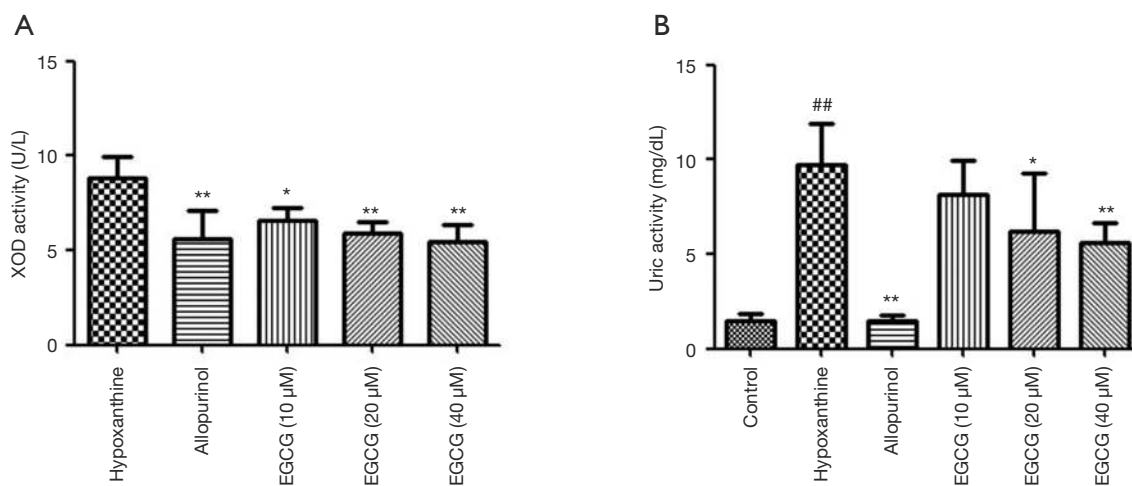 A
XOD activity (U/L)
15
10
5
0
**
*
**
**
Hypoxanthine
Allopurinol
EGCG (10 µM)
EGCG (20 µM)
EGCG (40 µM)
B
Uric activity (mg/dL)
15
10
5
0
##
**
*
**
Control
Hypoxanthine
Allopurinol
EGCG (10 µM)
EGCG (20 µM)
EGCG (40 µM)